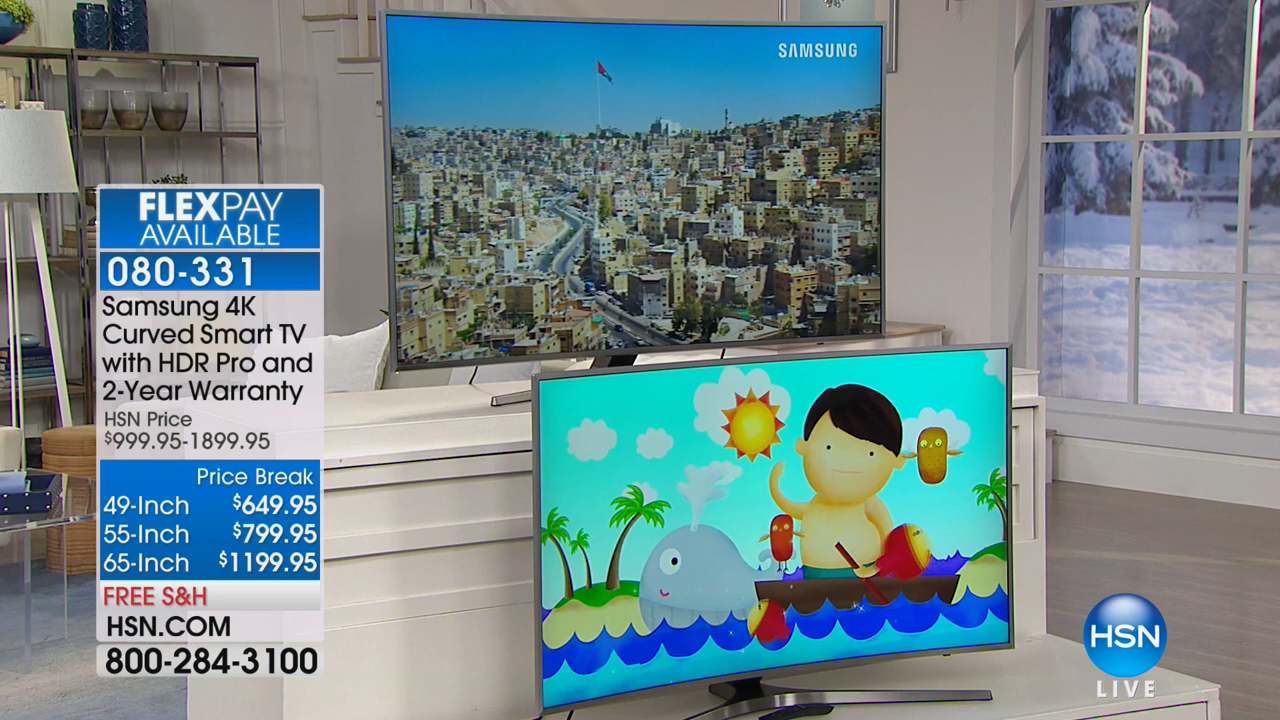 SAMSUNG
FLEXPAY
AVAILABLE
080-331
Samsung 4K
Curved Smart TV
with HDR Pro and
2-Year Warranty
HSN Price
$999.95-1899.95
Price Break
49-Inch $649.95
55-Inch $799.95
65-Inch $1199.95
FREE S&H
HSN.COM
800-284-3100
HSN
LIVE